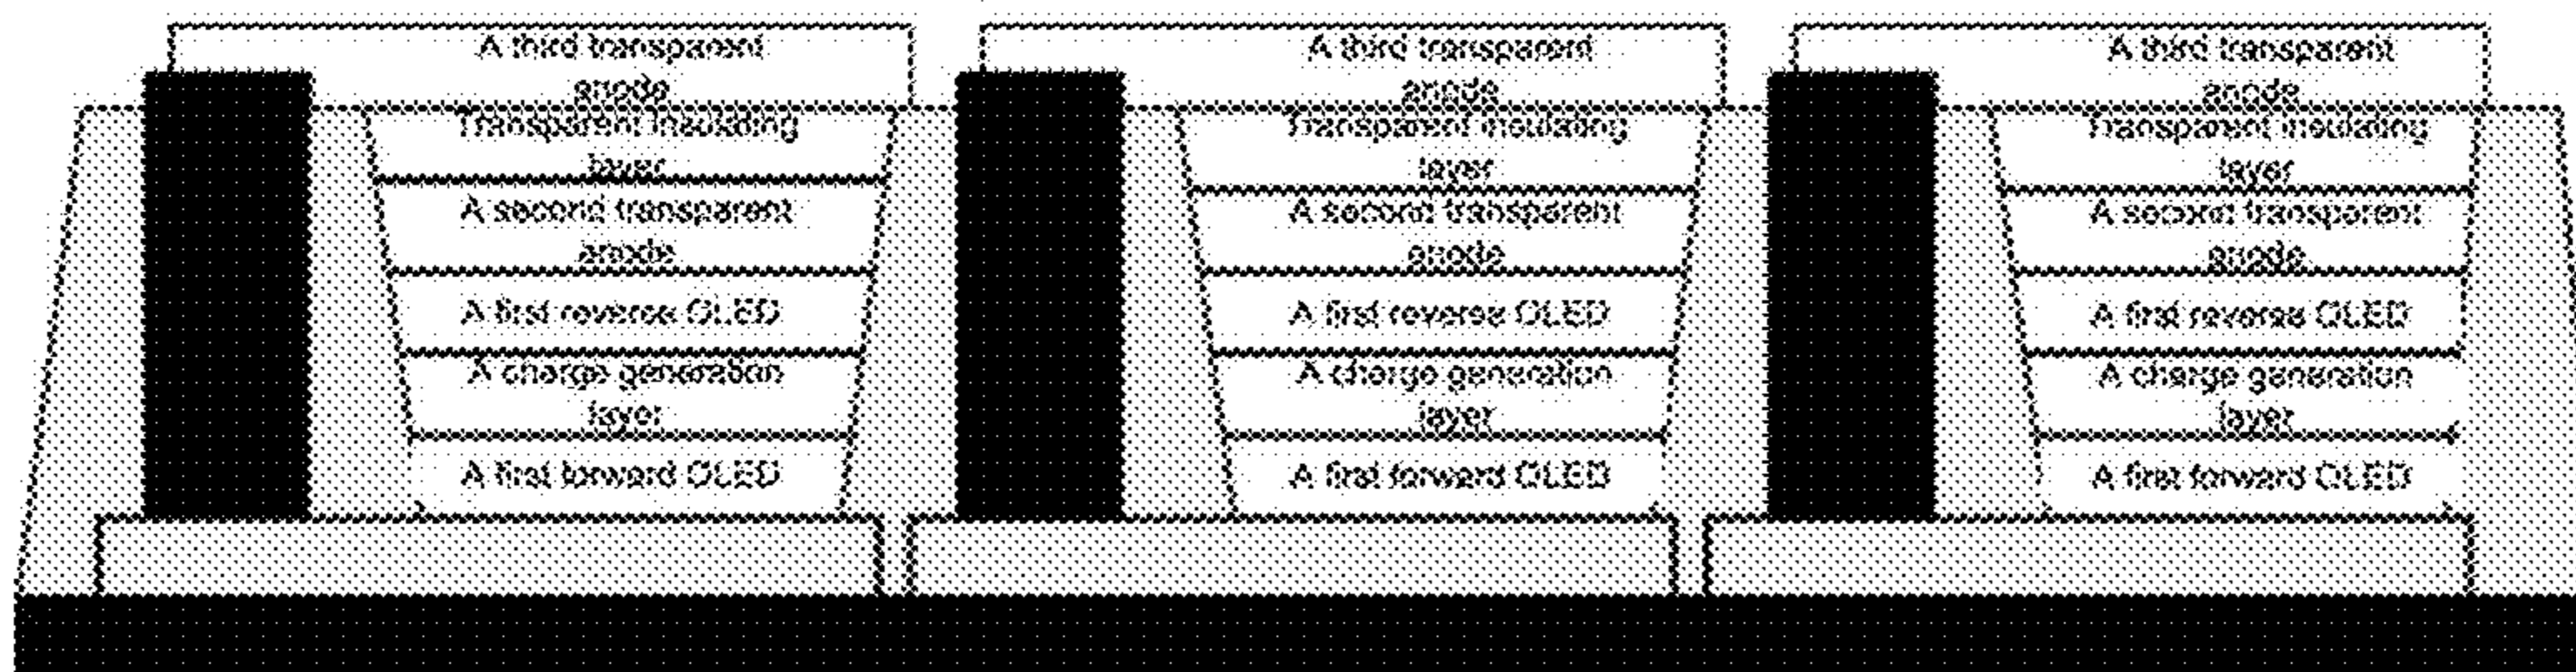 A third transparent
anode
Transparent insulating
layer
A second transparent
anode
A first reverse OLED
A charge generation
layer
A first forward OLED
A third transparent
anode
Transparent insulating
layer
A second transparent
anode
A first reverse OLED
A charge generation
layer
A first forward OLED
A third transparent
anode
Transparent insulating
layer
A second transparent
anode
A first reverse OLED
A charge generation
layer
A first forward OLED